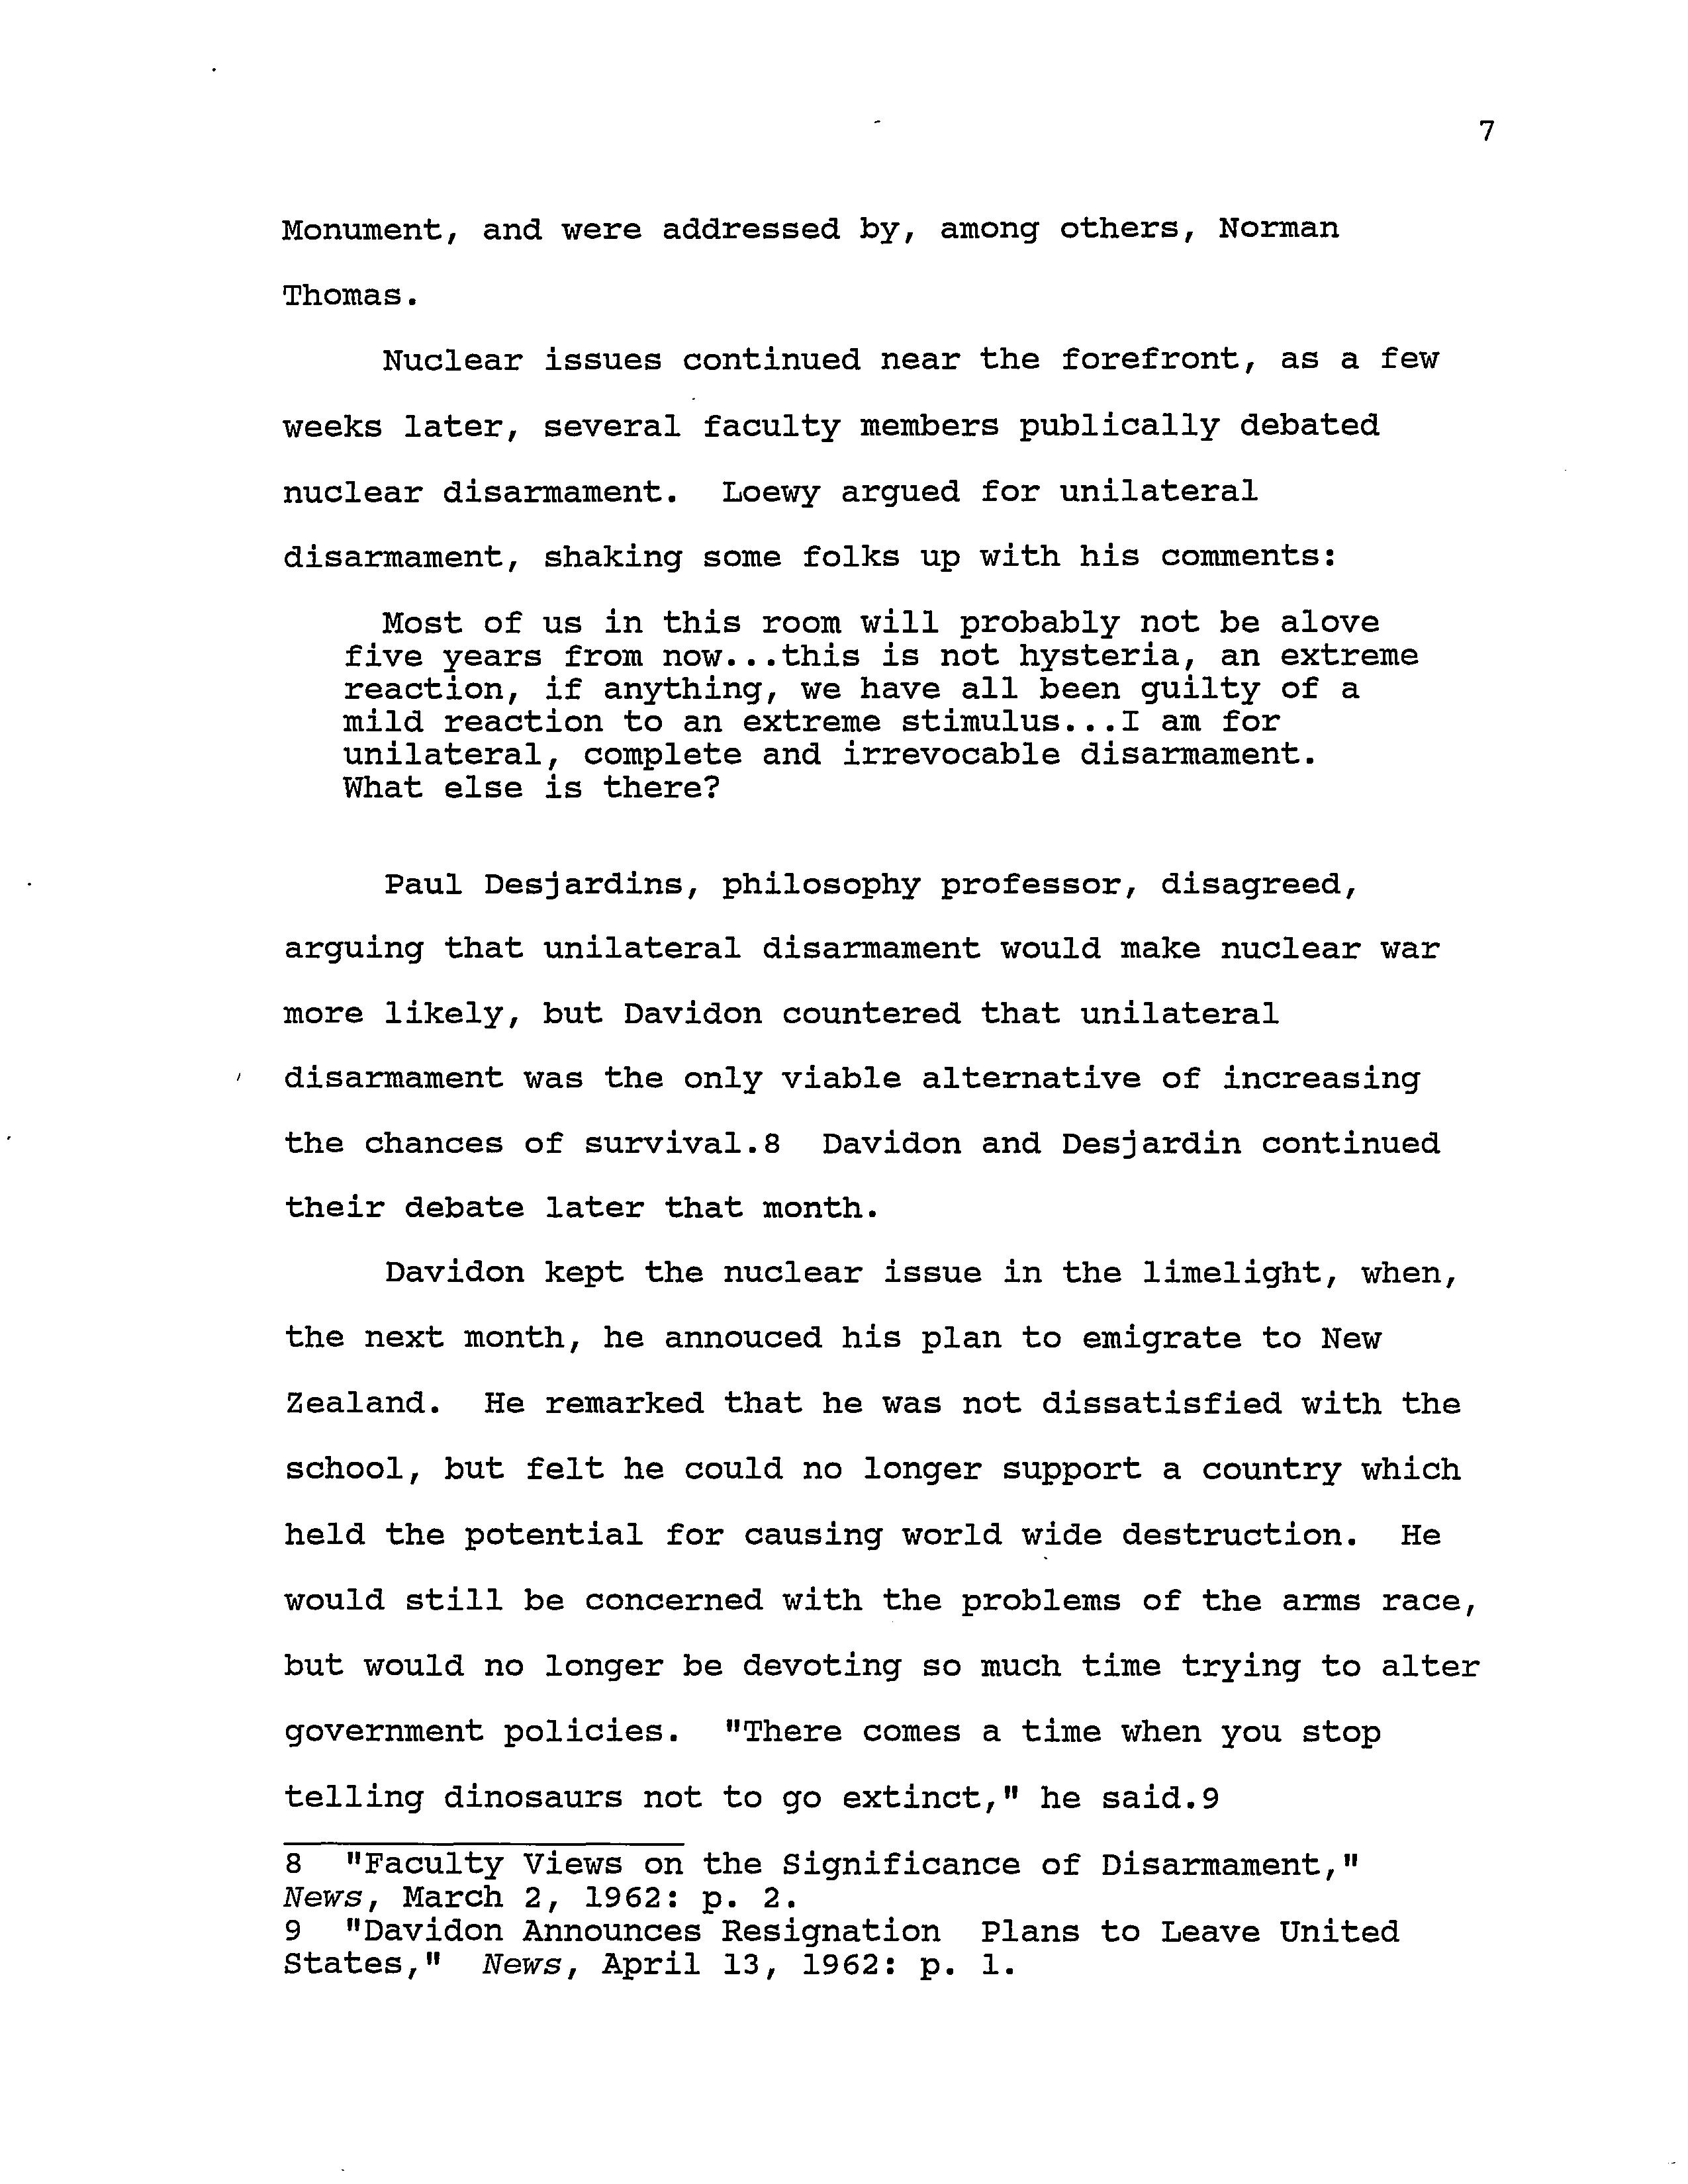 7
Monument, and were addressed by, among others, Norman
Thomas.
Nuclear issues continued near the forefront, as a few
weeks later, several faculty members publically debated
nuclear disarmament.  Loewy argued for unilateral
disarmament, shaking some folks up with his comments:
Most of us in this room will probably not be alove
five years from now...this is not hysteria, an extreme
reaction, if anything, we have all been guilty of a
mild reaction to an extreme stimulus...I am for
unilateral, complete and irrevocable disarmament.
What else is there?
Paul Desjardins, philosophy professor, disagreed,
arguing that unilateral disarmament would make nuclear war
more likely, but Davidon countered that unilateral
disarmament was the only viable alternative of increasing
the chances of survival.8  Davidon and Desjardin continued
their debate later that month.
Davidon kept the nuclear issue in the limelight, when,
the next month, he annouced his plan to emigrate to New
Zealand.  He remarked that he was not dissatisfied with the
school, but felt he could no longer support a country which
held the potential for causing world wide destruction.  He
would still be concerned with the problems of the arms race,
but would no longer be devoting so much time trying to alter
government policies.  "There comes a time when you stop
telling dinosaurs not to go extinct," he said.9
8  "Faculty Views on the Significance of Disarmament,"
News, March 2, 1962: p. 2.
9  "Davidon Announces Resignation  Plans to Leave United
States,"  News, April 13, 1962: p. 1.